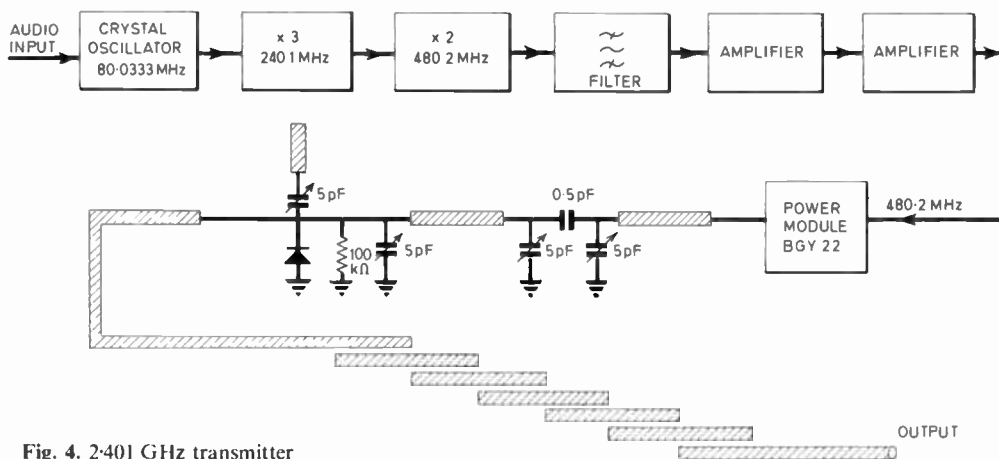 AUDIO
INPUT
CRYSTAL
OSCILLATOR
80·0333MHz
x 3
240 1 MHz
x 2
480 2 MHz
FILTER
AMPLIFIER
AMPLIFIER
5pF
0·5pF
100
kΩ
5pF
5pF
5pF
POWER
MODULE
BGY 22
480·2 MHz
OUTPUT
Fig. 4. 2·401 GHz transmitter